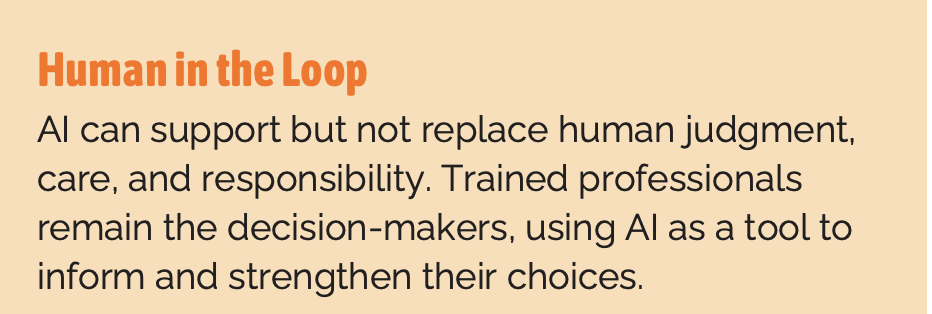 Human in the Loop
AI can support but not replace human judgment,
care, and responsibility. Trained professionals
remain the decision-makers, using AI as a tool to
inform and strengthen their choices.